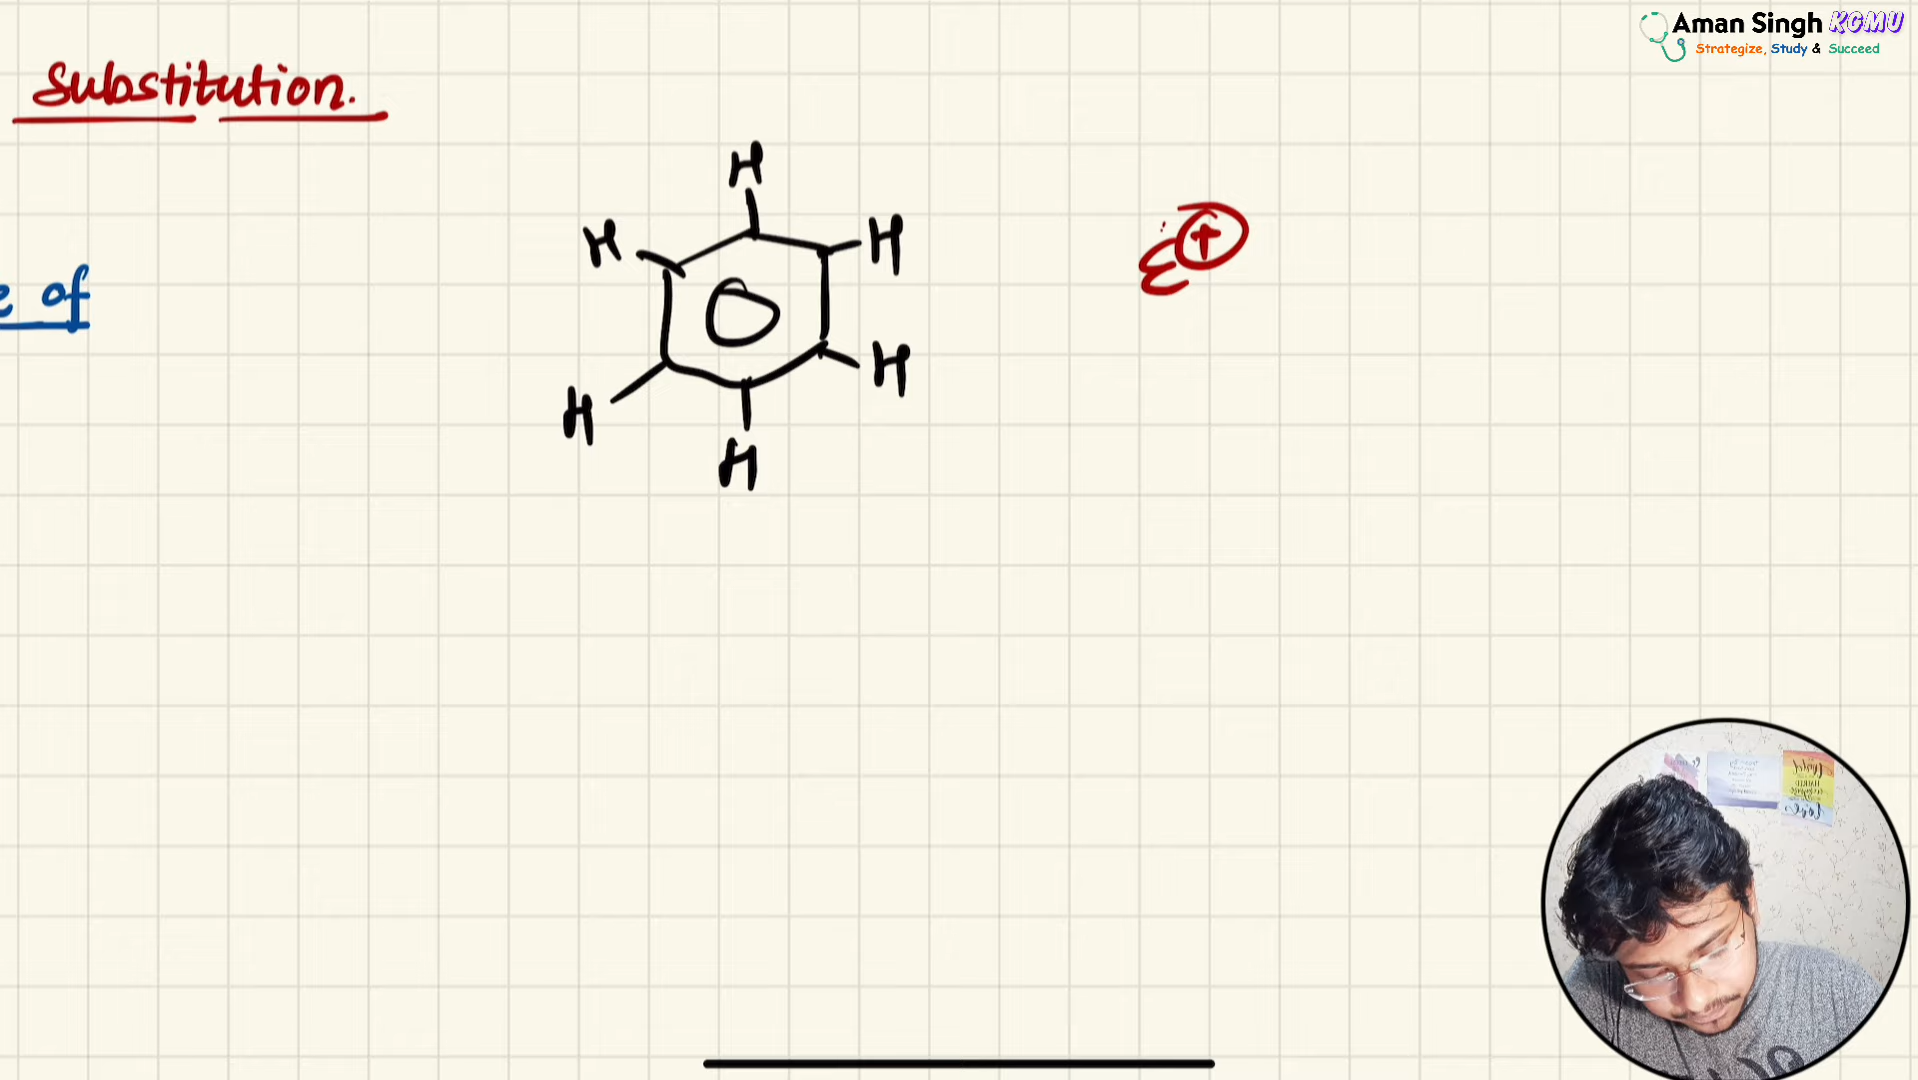 Aman Singh KGMU
Strategize, Study & Succeed
Substitution.
H
H
H
E+
of
H
H
H